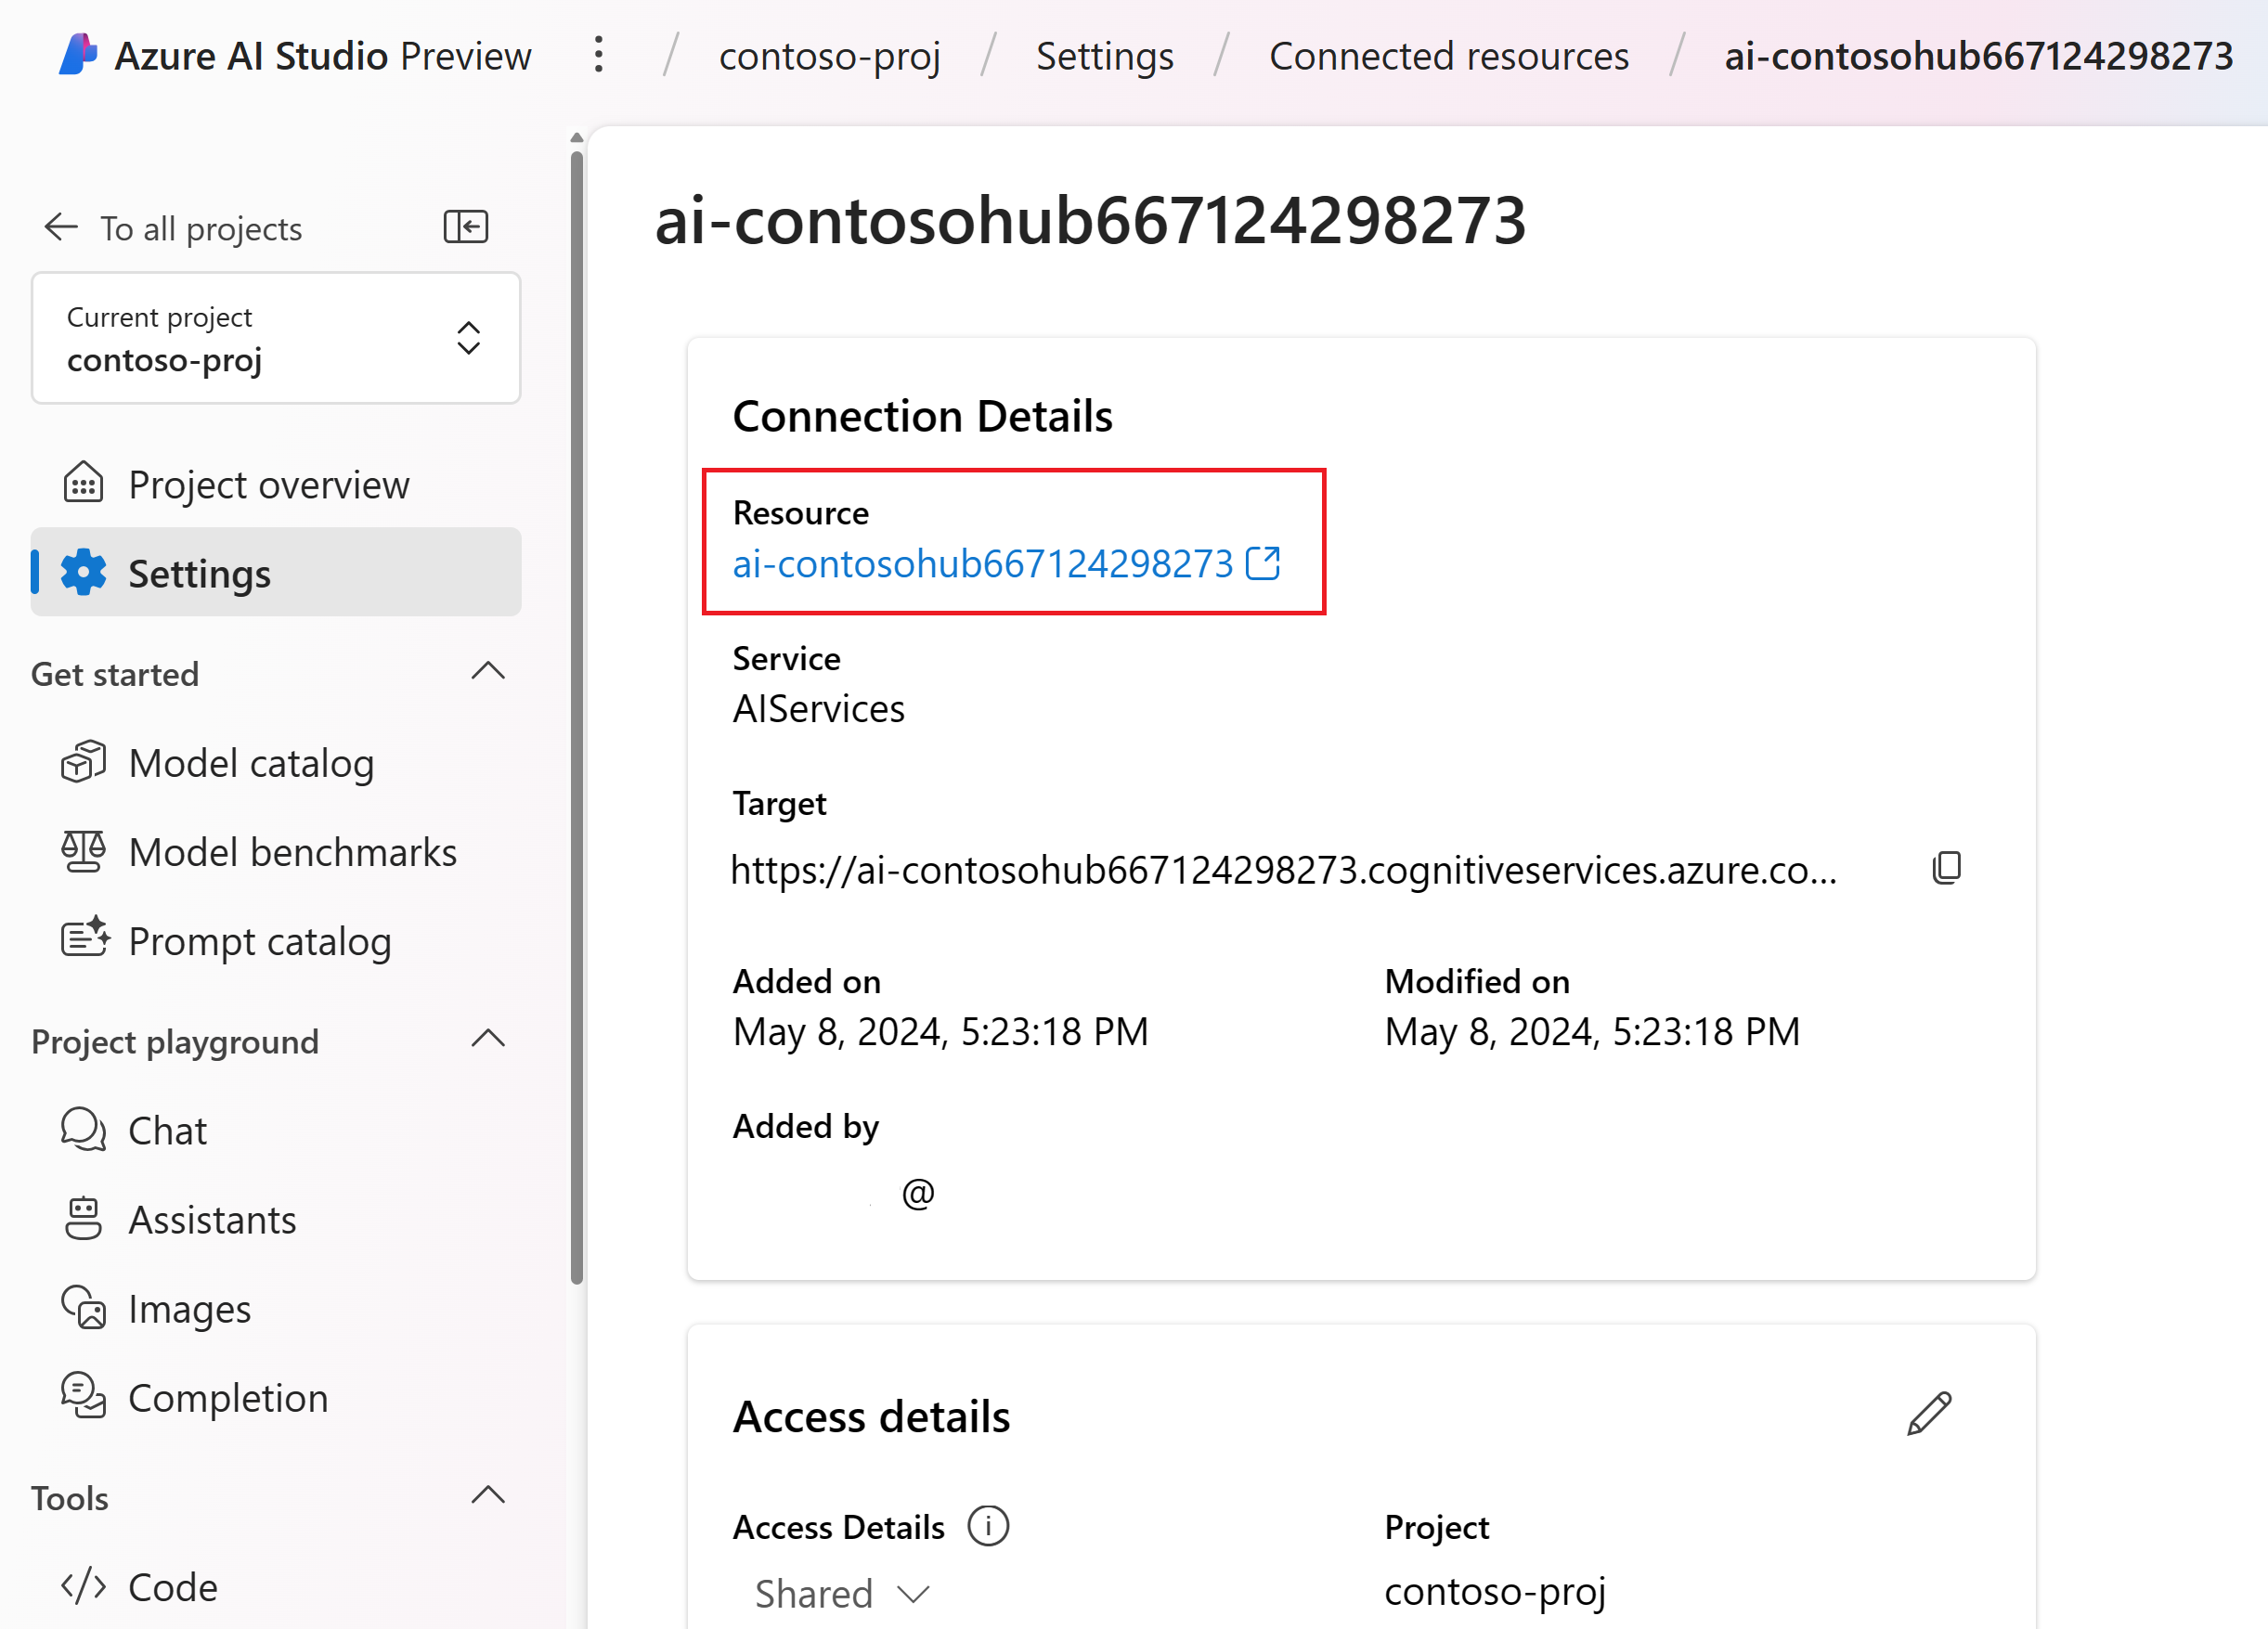 Azure AI Studio Preview / contoso-proj / Settings / Connected resources / ai-contosohub667124298273
To all projects
Current project
contoso-proj
Project overview
Settings
Get started
Model catalog
Model benchmarks
Prompt catalog
Project playground
Chat
Assistants
Images
Completion
Tools
Code
ai-contosohub667124298273
Connection Details
Resource
ai-contosohub667124298273
Service
AIServices
Target
https://ai-contosohub667124298273.cognitiveservices.azure.co...
Added on
May 8, 2024, 5:23:18 PM
Modified on
May 8, 2024, 5:23:18 PM
Added by
@
Access details
Access Details
Shared
Project
contoso-proj